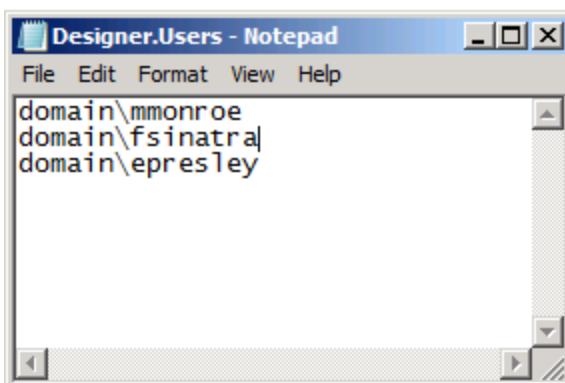 Designer.Users - Notepad
File Edit Format View Help
domain\mmonroe
domain\fsinatra
domain\epresley